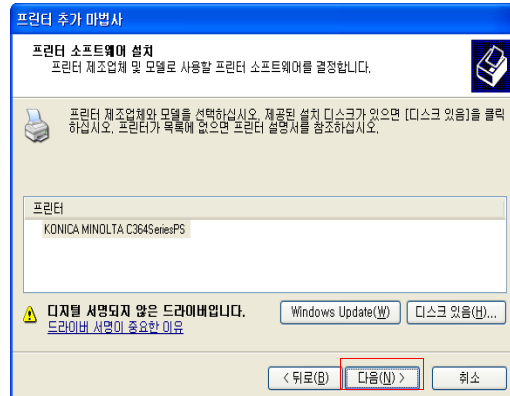 프린터 추가 마법사
프린터 소프트웨어 설치
프린터 제조업체 및 모델로 사용할 프린터 소프트웨어를 결정합니다.
프린터 제조업체와 모델을 선택하십시오. 제공된 설치 디스크가 있으면 [디스크 있음]을 클릭
하십시오. 프린터가 목록에 없으면 프린터 설명서를 참조하십시오.
프린터
KONICA MINOLTA C364SeriesPS
디지털 서명되지 않은 드라이버입니다.
드라이버 서명이 중요한 이유
Windows Update(W)
디스크 있음(H)...
< 뒤로(B)
다음(N) >
취소